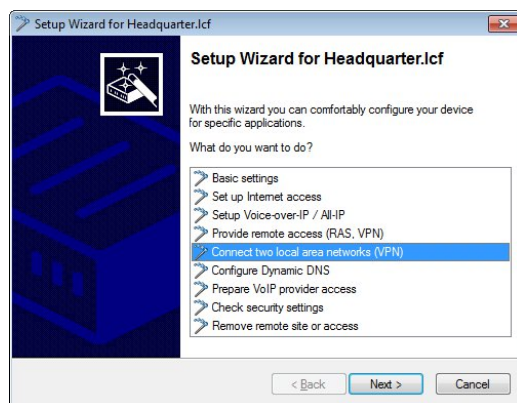 Setup Wizard for Headquarter.lcf
Setup Wizard for Headquarter.lcf
With this wizard you can comfortably configure your device
for specific applications.
What do you want to do?
Basic settings
Set up Internet access
Setup Voice-over-IP / All-IP
Provide remote access (RAS, VPN)
Connect two local area networks (VPN)
Configure Dynamic DNS
Prepare VoIP provider access
Check security settings
Remove remote site or access
< Back Next > Cancel